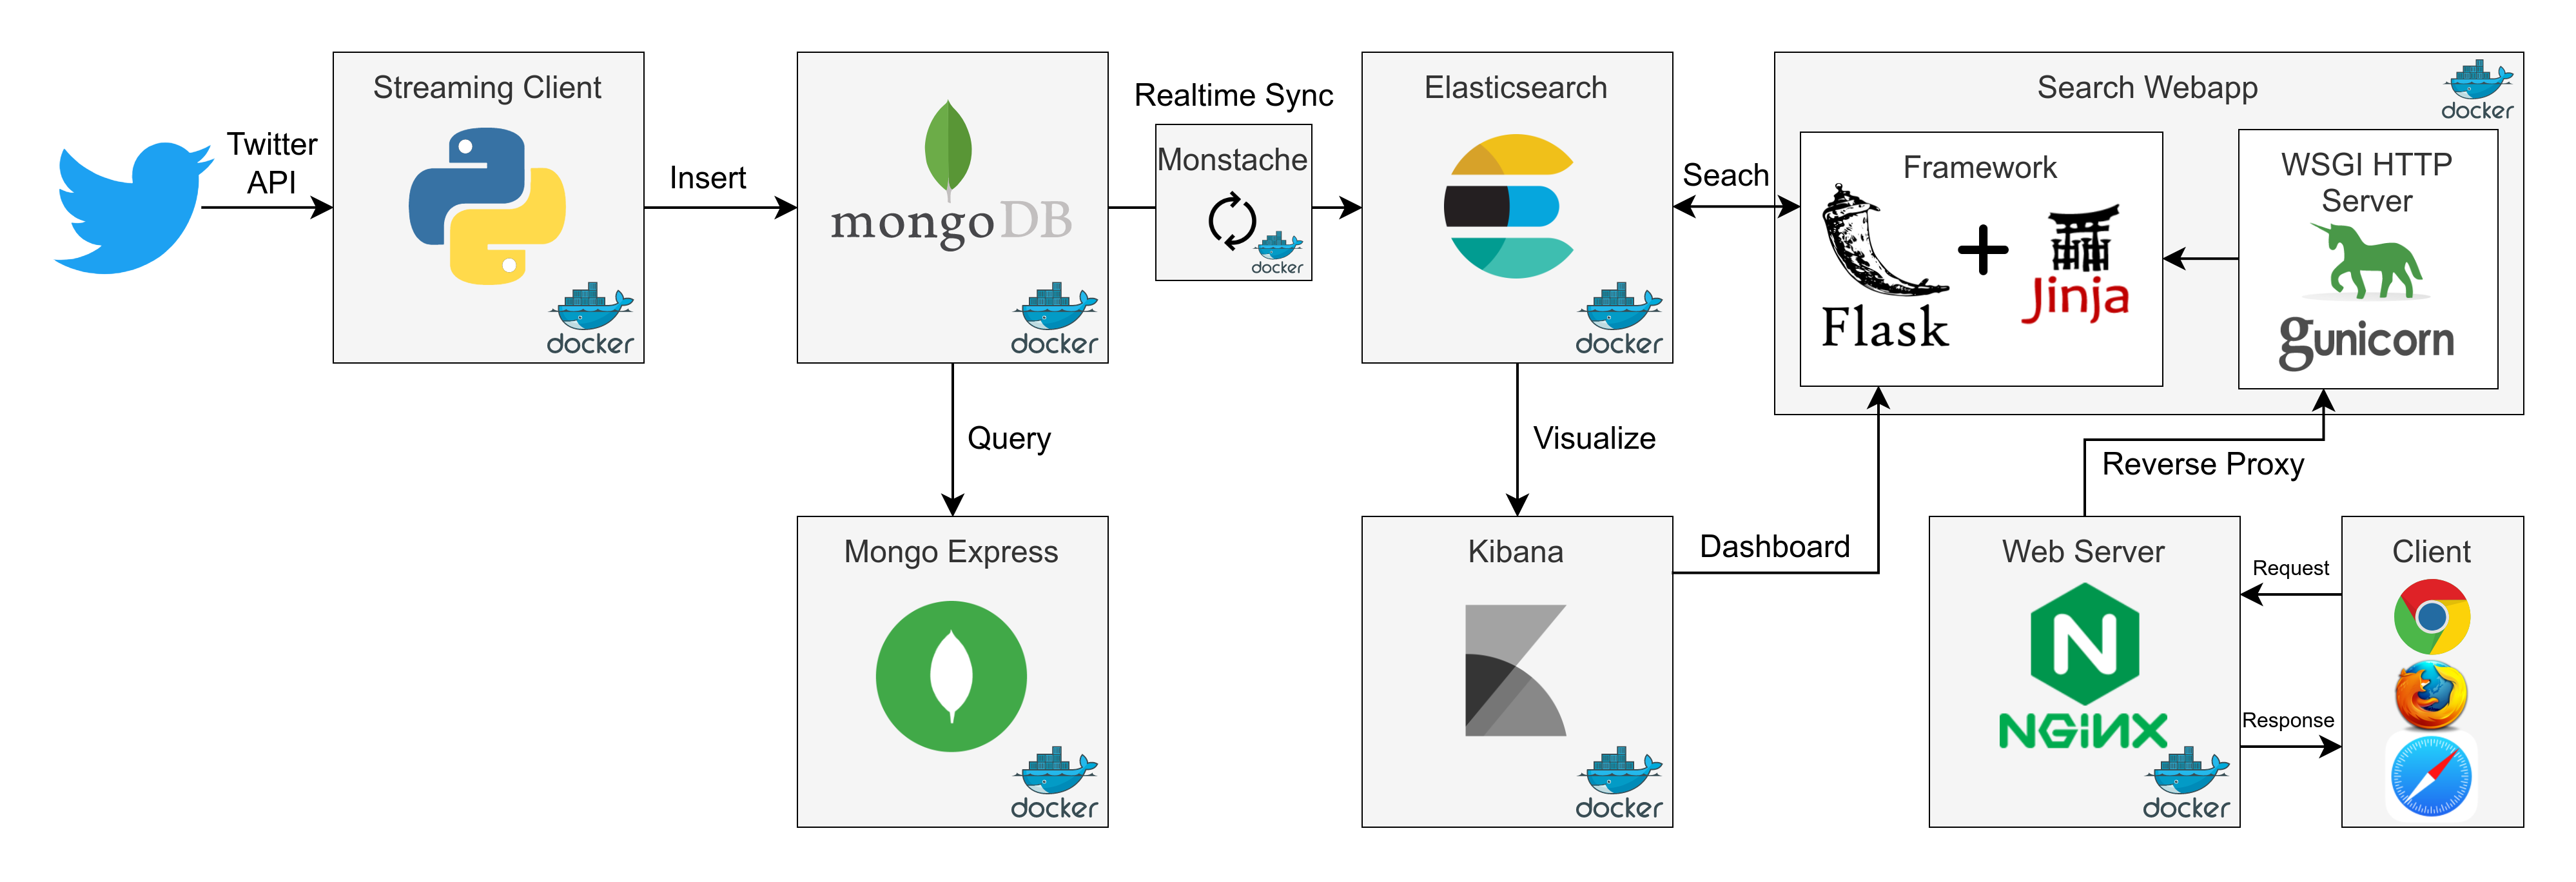 Streaming Client
Twitter
API
docker
Insert
mongoDB
docker
Realtime Sync
Monstache
docker
Elasticsearch
docker
Seach
Search Webapp
docker
Framework
Flask
Jinja
WSGI HTTP
Server
gunicorn
Query
Visualize
Dashboard
Reverse Proxy
Mongo Express
docker
Kibana
docker
Web Server
NGINX
docker
Request
Response
Client